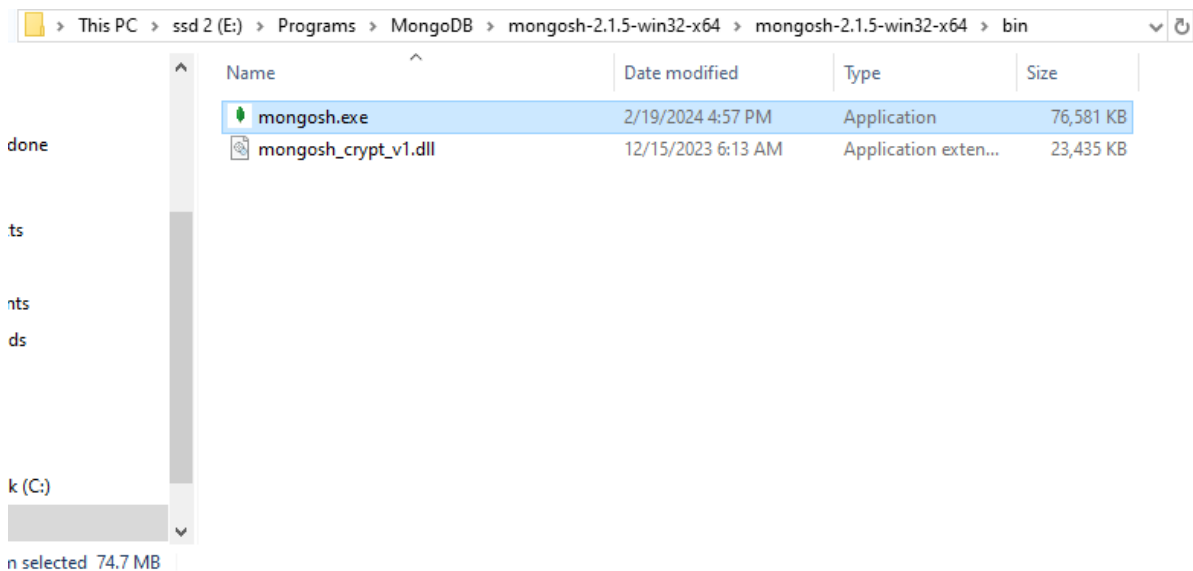 This PC > ssd 2 (E:) > Programs > MongoDB > mongosh-2.1.5-win32-x64 > mongosh-2.1.5-win32-x64 > bin
Name Date modified Type Size
mongosh.exe 2/19/2024 4:57 PM Application 76,581 KB
done
mongosh_crypt_v1.dll 12/15/2023 6:13 AM Application exten... 23,435 KB
ts
nts
ds
k (C:)
n selected 74.7 MB